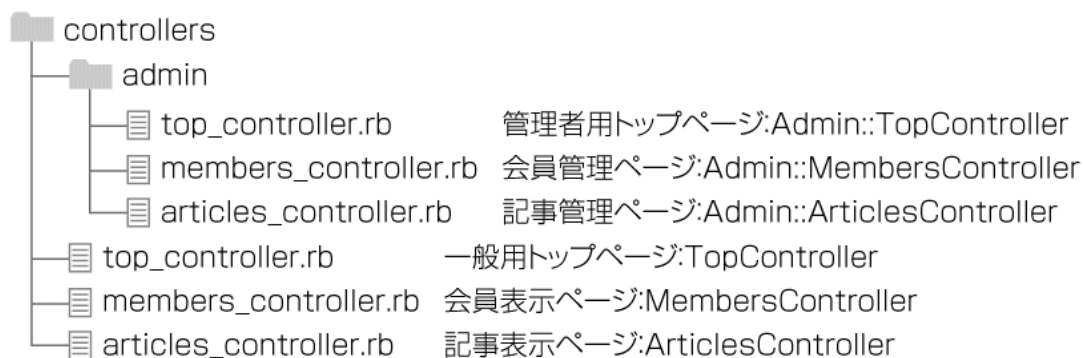 controllers
admin
top_controller.rb 管理者用トップページ:Admin::TopController
members_controller.rb 会員管理ページ:Admin::MembersController
articles_controller.rb 記事管理ページ:Admin::ArticlesController
top_controller.rb 一般用トップページ:TopController
members_controller.rb 会員表示ページ:MembersController
articles_controller.rb 記事表示ページ:ArticlesController